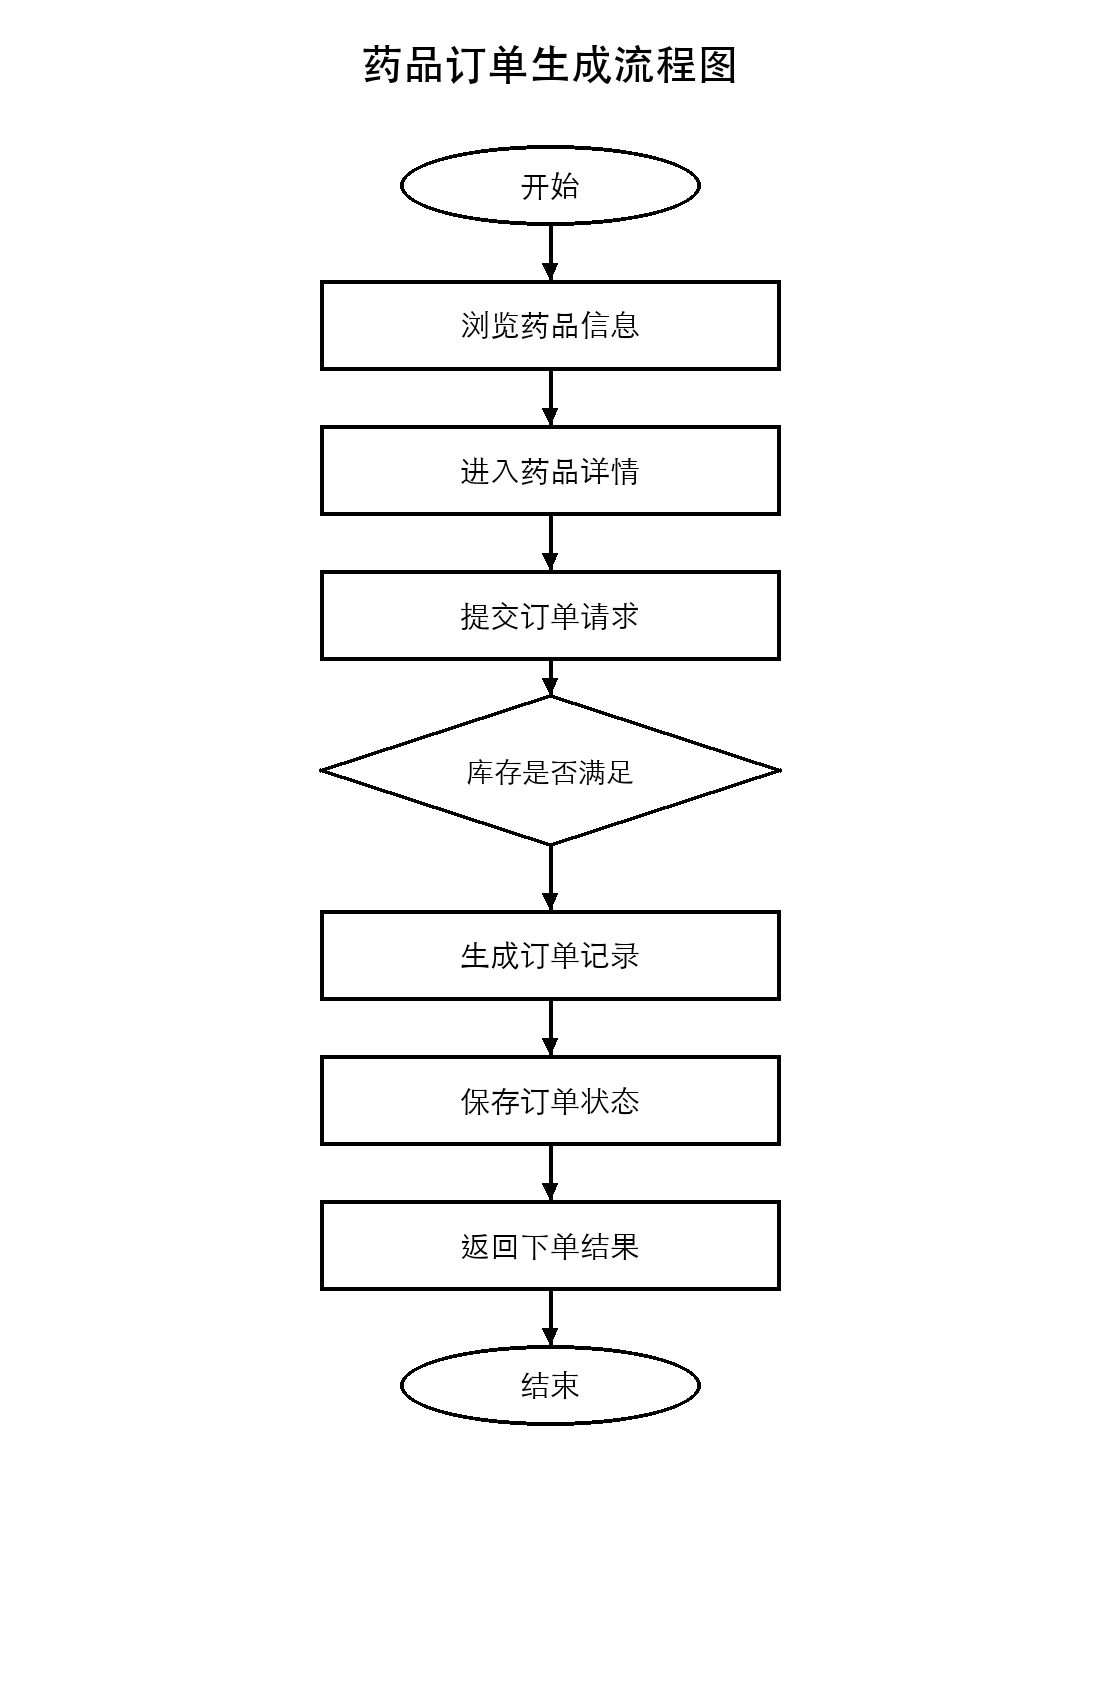 药品订单生成流程图
开始
浏览药品信息
进入药品详情
提交订单请求
库存是否满足
生成订单记录
保存订单状态
返回下单结果
结束